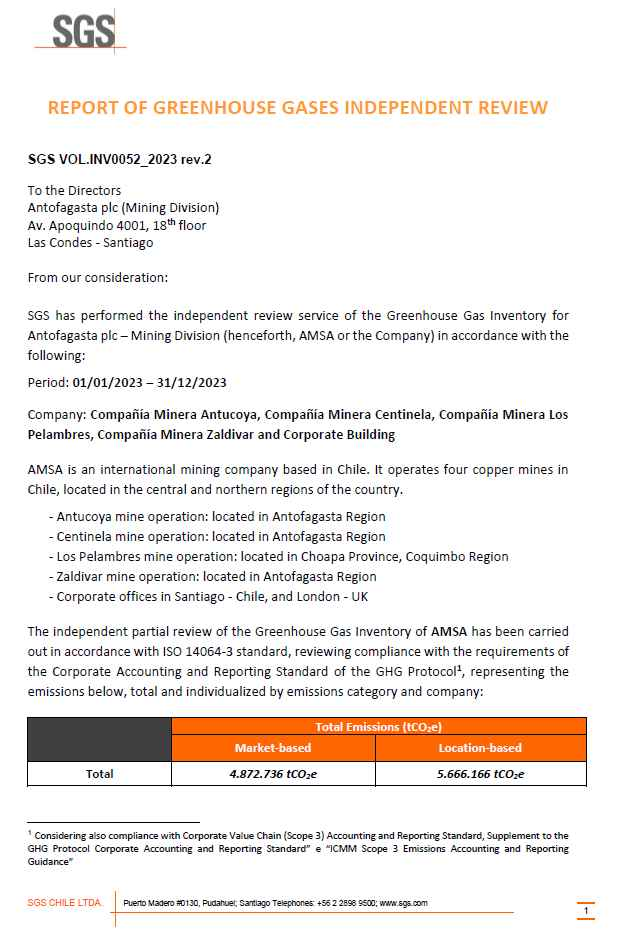 SGS
REPORT OF GREENHOUSE GASES INDEPENDENT REVIEW
SGS VOL.INV0052_2023 rev.2
To the Directors
Antofagasta plc (Mining Division)
Av. Apoquindo 4001, 18th floor
Las Condes - Santiago
From our consideration:
SGS has performed the independent review service of the Greenhouse Gas Inventory for
Antofagasta plc – Mining Division (henceforth, AMSA or the Company) in accordance with the
following:
Period: 01/01/2023 – 31/12/2023
Company: Compañía Minera Antucoya, Compañía Minera Centinela, Compañía Minera Los
Pelambres, Compañía Minera Zaldivar and Corporate Building
AMSA is an international mining company based in Chile. It operates four copper mines in
Chile, located in the central and northern regions of the country.
- Antucoya mine operation: located in Antofagasta Region
- Centinela mine operation: located in Antofagasta Region
- Los Pelambres mine operation: located in Choapa Province, Coquimbo Region
- Zaldivar mine operation: located in Antofagasta Region
- Corporate offices in Santiago - Chile, and London - UK
The independent partial review of the Greenhouse Gas Inventory of AMSA has been carried
out in accordance with ISO 14064-3 standard, reviewing compliance with the requirements of
the Corporate Accounting and Reporting Standard of the GHG Protocol¹, representing the
emissions below, total and individualized by emissions category and company:
Total Emissions (tCO₂e)
Market-based Location-based
Total 4.872.736 tCO₂e 5.666.166 tCO₂e
¹ Considering also compliance with Corporate Value Chain (Scope 3) Accounting and Reporting Standard, Supplement to the
GHG Protocol Corporate Accounting and Reporting Standard” e “ICMM Scope 3 Emissions Accounting and Reporting
Guidance”
SGS CHILE LTDA. Puerto Madero #0130, Pudahuel; Santiago Telephones: +56 2 2898 9500; www.sgs.com
1